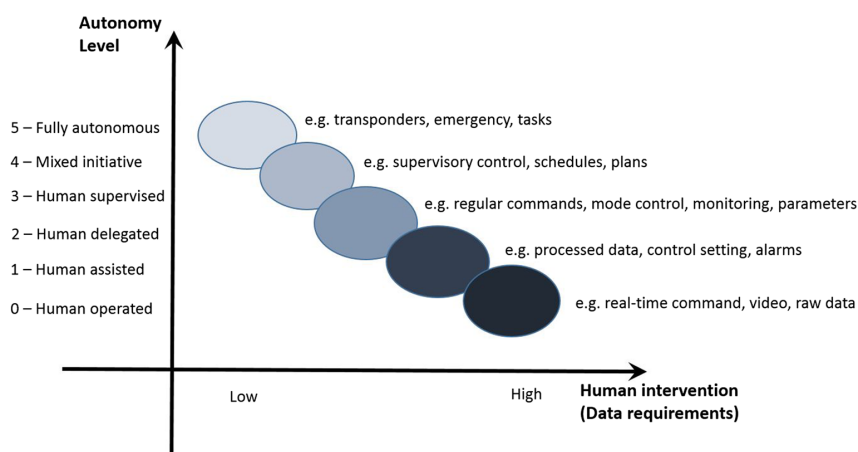 Autonomy
Level
5 – Fully autonomous
e.g. transponders, emergency, tasks
4 – Mixed initiative
e.g. supervisory control, schedules, plans
3 – Human supervised
e.g. regular commands, mode control, monitoring, parameters
2 – Human delegated
e.g. processed data, control setting, alarms
1 – Human assisted
0 – Human operated
e.g. real-time command, video, raw data
Low
High
Human intervention
(Data requirements)